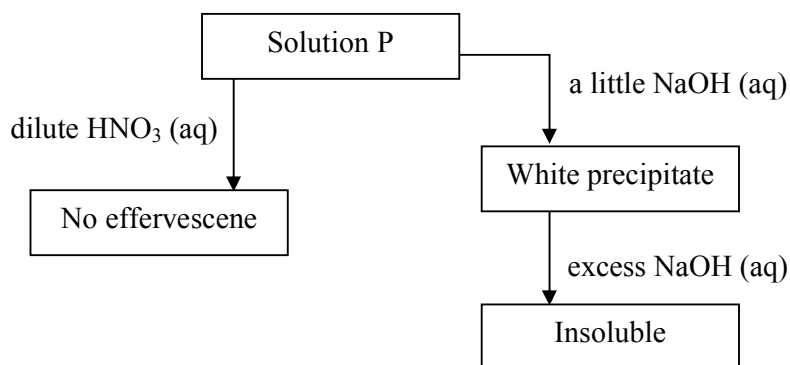 Solution P
a little NaOH (aq)
dilute HNO₃ (aq)
White precipitate
No effervescene
excess NaOH (aq)
Insoluble